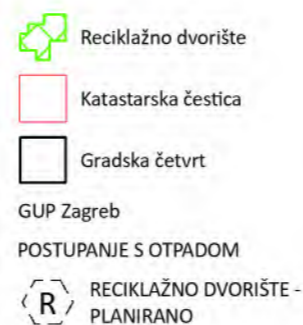 Reciklažno dvorište
Katastarska čestica
Gradska četvrt
GUP Zagreb
POSTUPANJE S OTPADOM
R
RECIKLAŽNO DVORIŠTE -
PLANIRANO